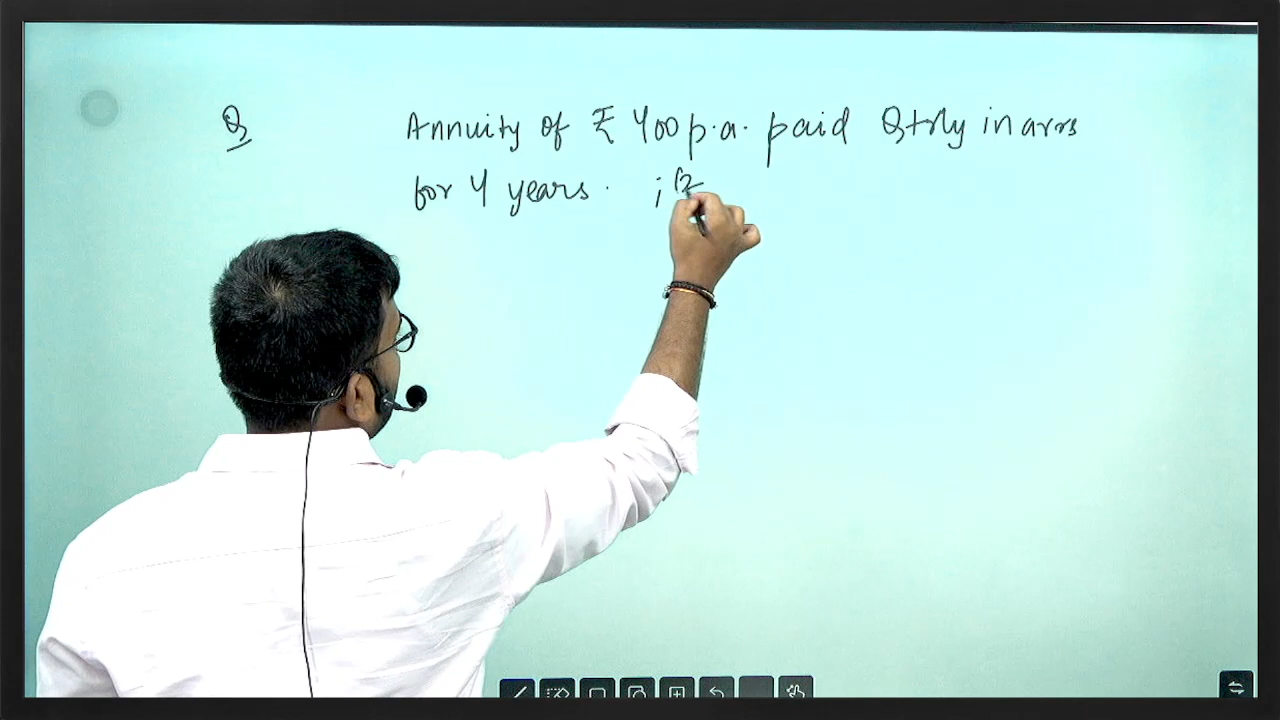 Q Annuity of ₹ 400 p.a. paid Qtrly in arrs
for 4 years. i